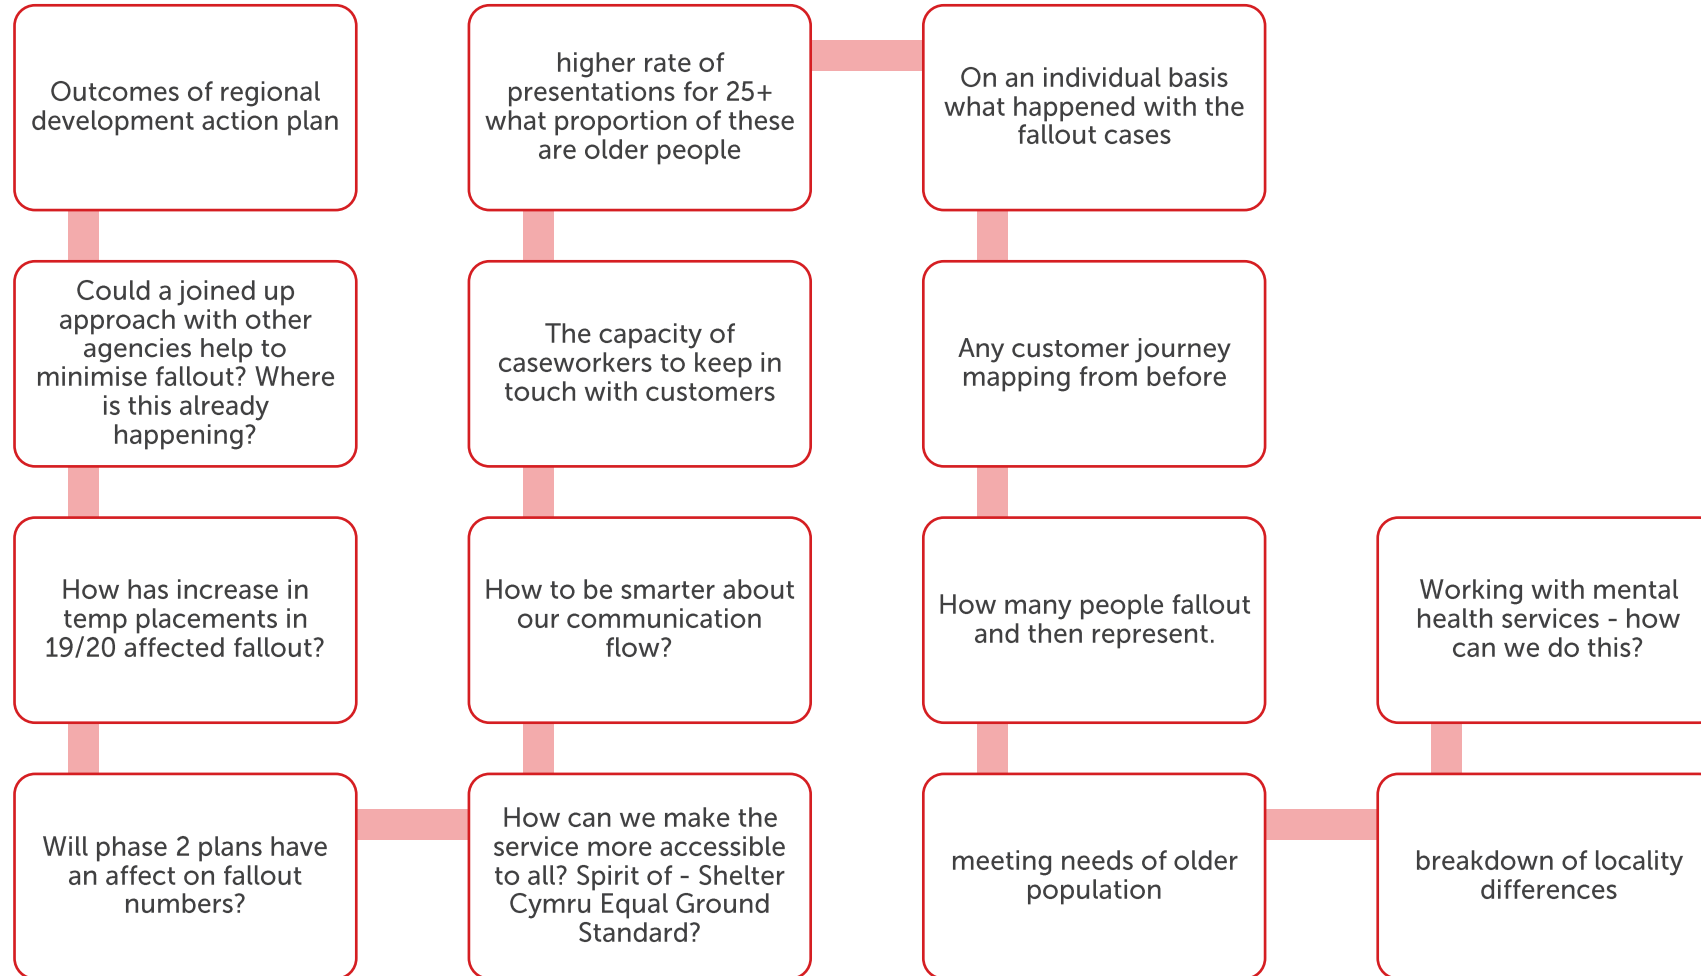 Outcomes of regional
development action plan
Could a joined up
approach with other
agencies help to
minimise fallout? Where
is this already
happening?
How has increase in
temp placements in
19/20 affected fallout?
Will phase 2 plans have
an affect on fallout
numbers?
How can we make the
service more accessible
to all? Spirit of - Shelter
Cymru Equal Ground
Standard?
How to be smarter about
our communication
flow?
The capacity of
caseworkers to keep in
touch with customers
higher rate of
presentations for 25+
what proportion of these
are older people
On an individual basis
what happened with the
fallout cases
Any customer journey
mapping from before
How many people fallout
and then represent.
meeting needs of older
population
breakdown of locality
differences
Working with mental
health services - how
can we do this?